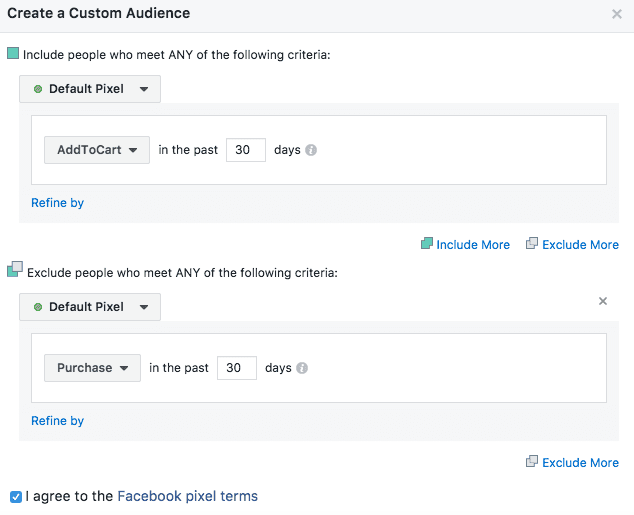 Create a Custom Audience
Include people who meet ANY of the following criteria:
Default Pixel
AddToCart in the past 30 days
Refine by
Include More Exclude More
Exclude people who meet ANY of the following criteria:
Default Pixel
Purchase in the past 30 days
Refine by
Exclude More
I agree to the Facebook pixel terms